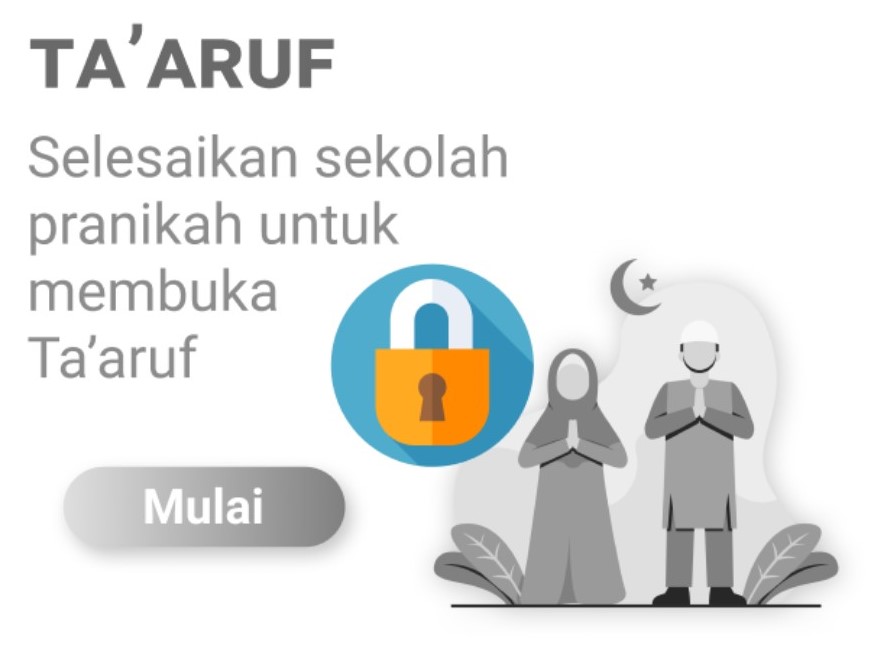 TA’ARUF
Selesaikan sekolah
pranikah untuk
membuka
Ta’aruf
Mulai